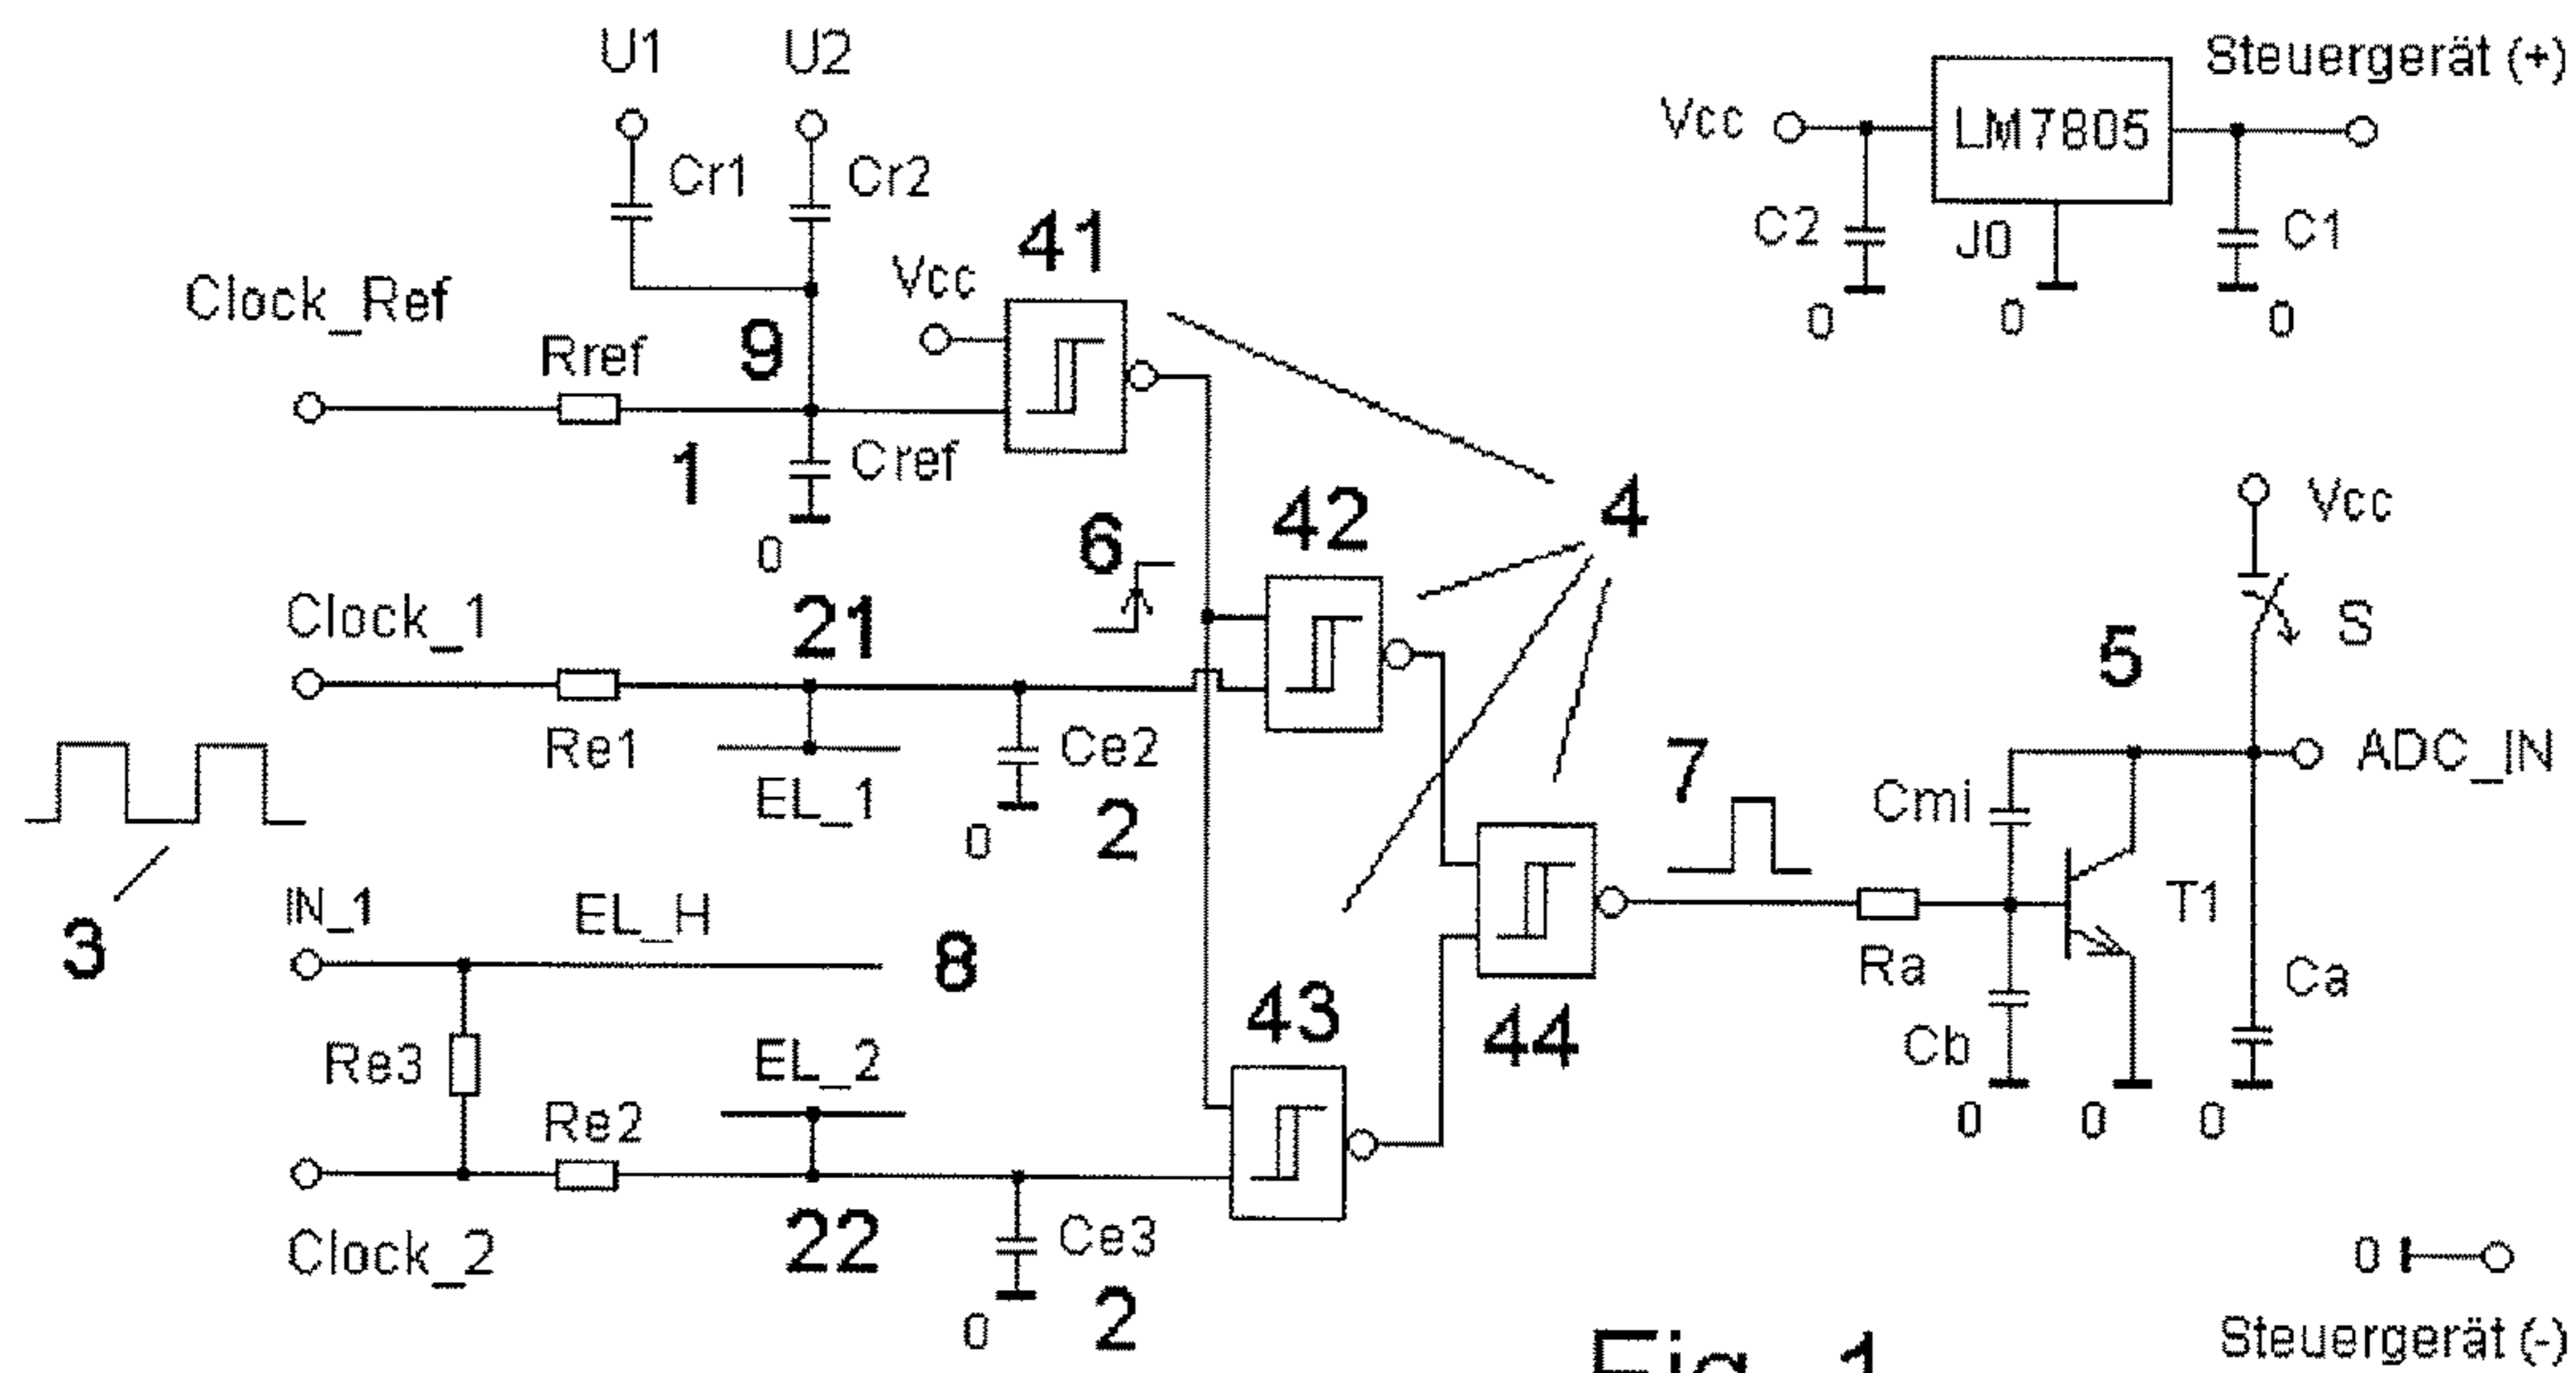 U1 U2
Steuergerät (+)
Vcc LM7805
Cr1 Cr2
C2 J0 C1
41
Vcc
Clock_Ref
0 0 0
Rref 9
1 Cref
42 4 Vcc
6
0
Clock_1 21
5 S
Re1 Ce2 7 ADC_IN
EL_1 Cmi
0 2
IN_1 EL_H T1
3 8 Ra Ca
43 44 Cb
Re3 EL_2
Re2 0 0 0
Clock_2 22 Ce3
0
0 2
Steuergerät (-)
Fig. 1